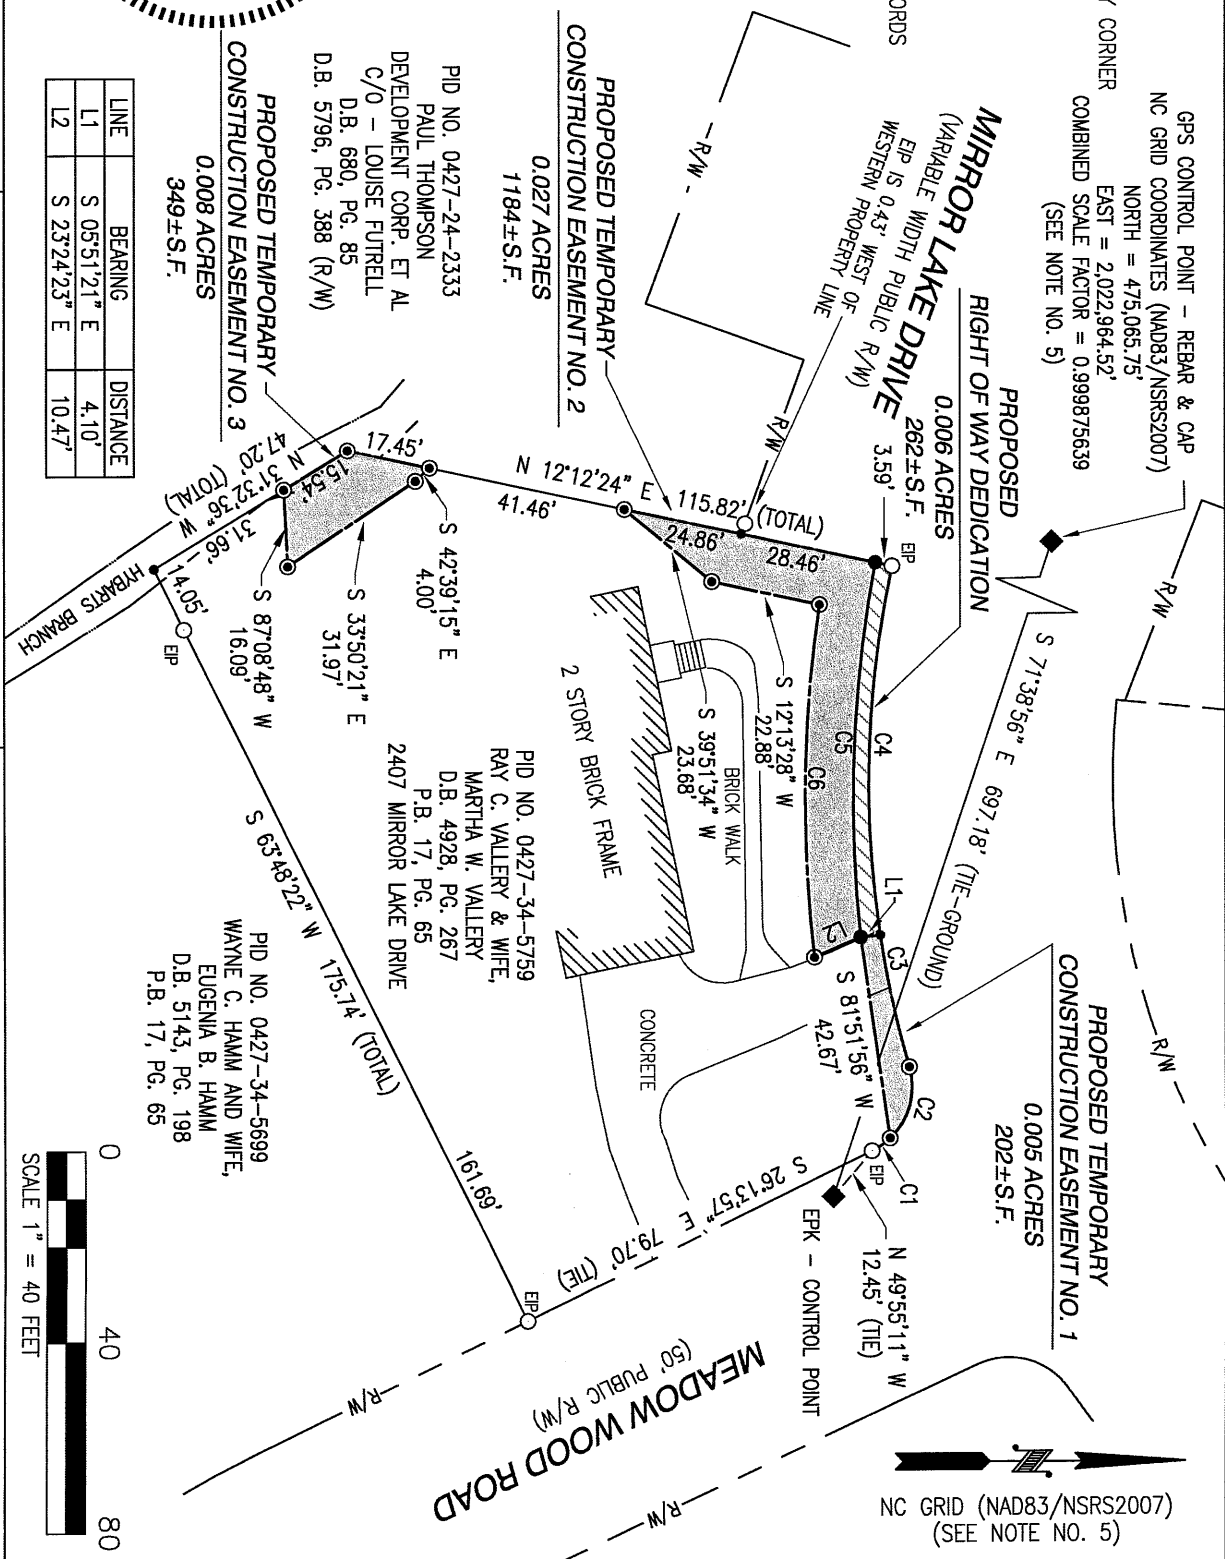 GPS CONTROL POINT – REBAR & CAP
NC GRID COORDINATES (NAD83/NSRS2007)
NORTH = 475,065.75'
EAST = 2,022,964.52'
COMBINED SCALE FACTOR = 0.999875639
(SEE NOTE NO. 5)
Y CORNER
ORDS
MIRROR LAKE DRIVE
(VARIABLE WIDTH PUBLIC R/W)
EIP IS 0.43' WEST OF
WESTERN PROPERTY LINE
PROPOSED
RIGHT OF WAY DEDICATION
0.006 ACRES
262±S.F.
3.59'
EIP
R/W
R/W
R/W
R/W
S 71°38'56" E 697.18' (TIE-GROUND)
PROPOSED TEMPORARY
CONSTRUCTION EASEMENT NO. 1
0.005 ACRES
202±S.F.
PROPOSED TEMPORARY
CONSTRUCTION EASEMENT NO. 2
0.027 ACRES
1184±S.F.
PID NO. 0427-24-2333
PAUL THOMPSON
DEVELOPMENT CORP. ET AL
C/O – LOUISE FUTRELL
D.B. 680, PG. 85
D.B. 5796, PG. 388 (R/W)
PROPOSED TEMPORARY
CONSTRUCTION EASEMENT NO. 3
0.008 ACRES
349±S.F.
LINE BEARING DISTANCE
L1 S 05°51'21" E 4.10'
L2 S 23°24'23" E 10.47'
N 12°12'24" E 115.82' (TOTAL)
17.45'
41.46'
24.86'
28.46'
C4
C5
C6
L1
L2
C3
C2
C1
S 81°51'56" W
42.67'
EIP
N 49°55'11" W
12.45' (TIE)
EPK – CONTROL POINT
S 12°13'28" W
22.88'
S 39°51'34" W
23.68'
S 42°39'15" E
4.00'
S 33°50'21" E
31.97'
S 87°08'48" W
16.09'
N 31°32'36" W
47.20' (TOTAL)
15.54'
31.66'
14.05'
EIP
HYBARTS BRANCH
BRICK WALK
2 STORY BRICK FRAME
CONCRETE
PID NO. 0427-34-5759
RAY C. VALLERY & WIFE,
MARTHA W. VALLERY
D.B. 4928, PG. 267
P.B. 17, PG. 65
2407 MIRROR LAKE DRIVE
S 63°48'22" W 175.74' (TOTAL)
161.69'
EIP
S 26°13'57" E 79.70' (TIE)
PID NO. 0427-34-5699
WAYNE C. HAMM AND WIFE,
EUGENIA B. HAMM
D.B. 5143, PG. 198
P.B. 17, PG. 65
MEADOW WOOD ROAD
(50' PUBLIC R/W)
R/W
R/W
NC GRID (NAD83/NSRS2007)
(SEE NOTE NO. 5)
0 40 80
SCALE 1" = 40 FEET